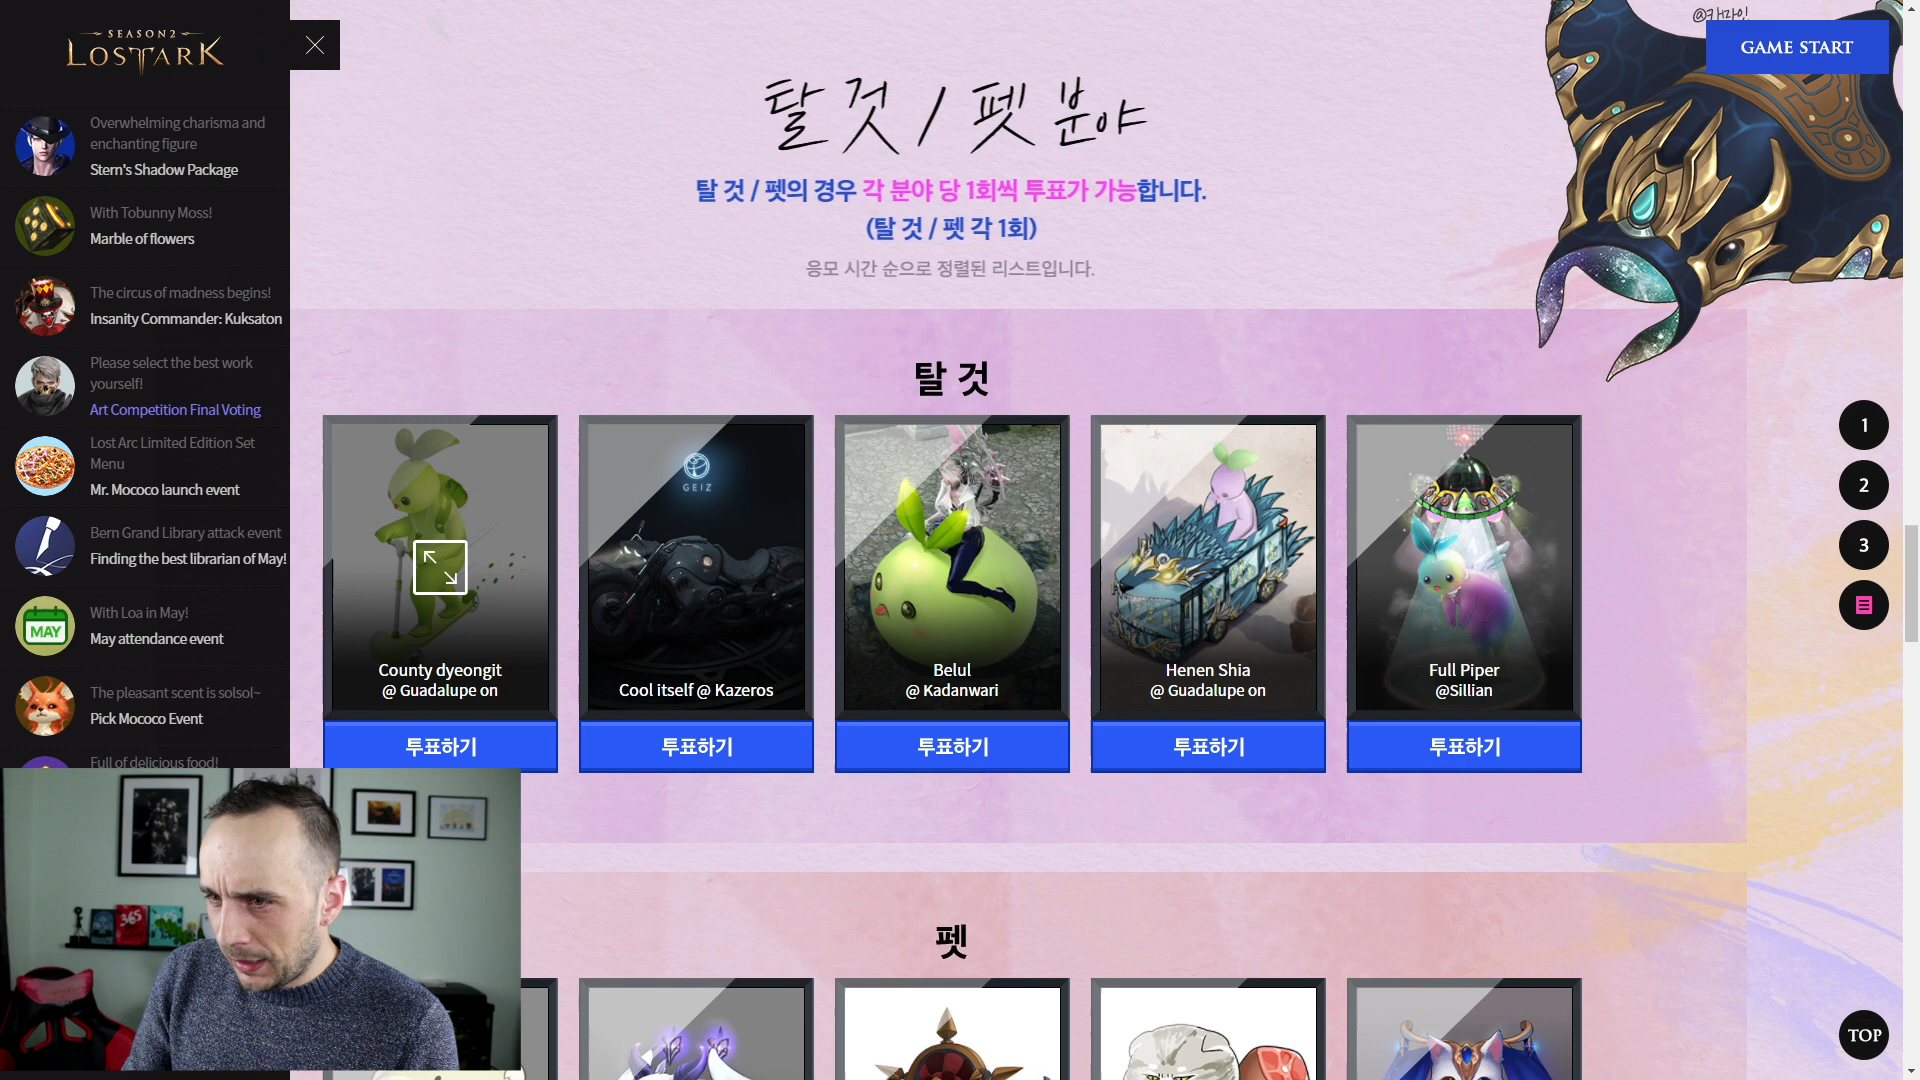 SEASON2
LOSTARK
Overwhelming charisma and
enchanting figure
Stern's Shadow Package
With Tobunny Moss!
Marble of flowers
The circus of madness begins!
Insanity Commander: Kuksaton
Please select the best work
yourself!
Art Competition Final Voting
Lost Arc Limited Edition Set
Menu
Mr. Mococo launch event
Bern Grand Library attack event
Finding the best librarian of May!
MAY
With Loa in May!
May attendance event
The pleasant scent is solsol~
Pick Mococo Event
Full of delicious food!
@카라인
GAME START
탈 것 / 펫 분야
탈 것 / 펫의 경우 각 분야 당 1회씩 투표가 가능합니다.
(탈 것 / 펫 각 1회)
응모 시간 순으로 정렬된 리스트입니다.
탈 것
GEIZ
County dyeongit
@ Guadalupe on
Cool itself @ Kazeros
Belul
@ Kadanwari
Henen Shia
@ Guadalupe on
Full Piper
@Sillian
투표하기
투표하기
투표하기
투표하기
투표하기
펫
1
2
3
TOP
365